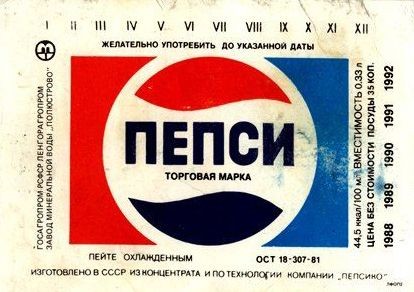 I II III IV V VI VII VIII IX X XI XII
ЖЕЛАТЕЛЬНО УПОТРЕБИТЬ ДО УКАЗАННОЙ ДАТЫ
М
ГОСАГРОПРОМ РСФСР ЛЕНГОРАГРОПРОМ
ЗАВОД МИНЕРАЛЬНОЙ ВОДЫ "ПОЛЮСТРОВО"
ПЕПСИ
ТОРГОВАЯ МАРКА
44,5 ккал/100 мл ВМЕСТИМОСТЬ 0,33 л
ЦЕНА БЕЗ СТОИМОСТИ ПОСУДЫ 35 КОП.
1988 1989 1990 1991 1992
ПЕЙТЕ ОХЛАЖДЕННЫМ
ОСТ 18-307-81
ИЗГОТОВЛЕНО В СССР ИЗ КОНЦЕНТРАТА И ПО ТЕХНОЛОГИИ КОМПАНИИ "ПЕПСИКО"